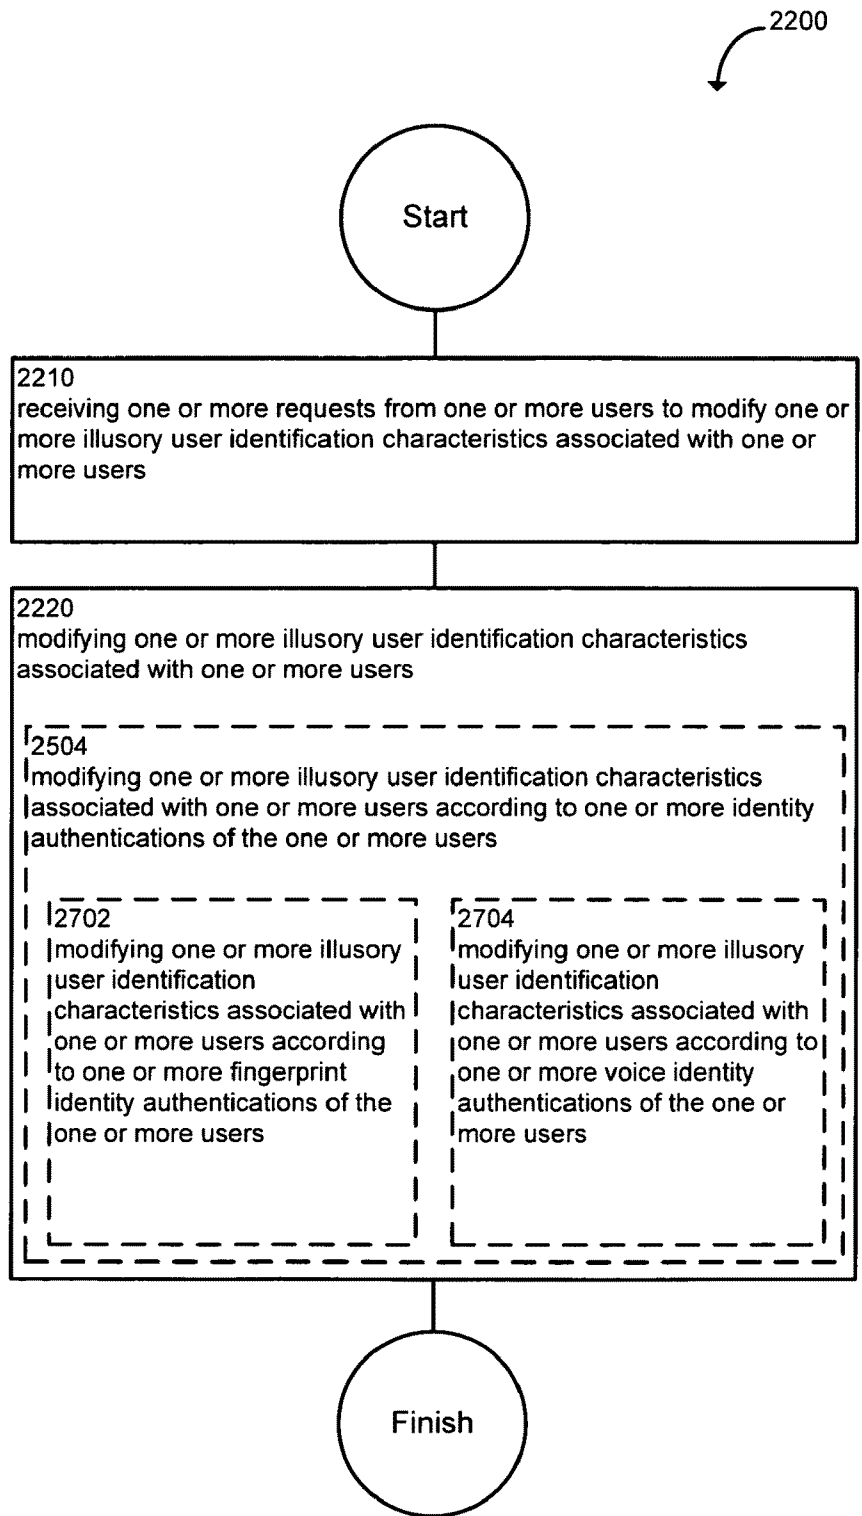 2200
Start
2210
receiving one or more requests from one or more users to modify one or
more illusory user identification characteristics associated with one or
more users
2220
modifying one or more illusory user identification characteristics
associated with one or more users
2504
modifying one or more illusory user identification characteristics
associated with one or more users according to one or more identity
authentications of the one or more users
2702
modifying one or more illusory
user identification
characteristics associated with
one or more users according
to one or more fingerprint
identity authentications of the
one or more users
2704
modifying one or more illusory
user identification
characteristics associated with
one or more users according to
one or more voice identity
authentications of the one or
more users
Finish